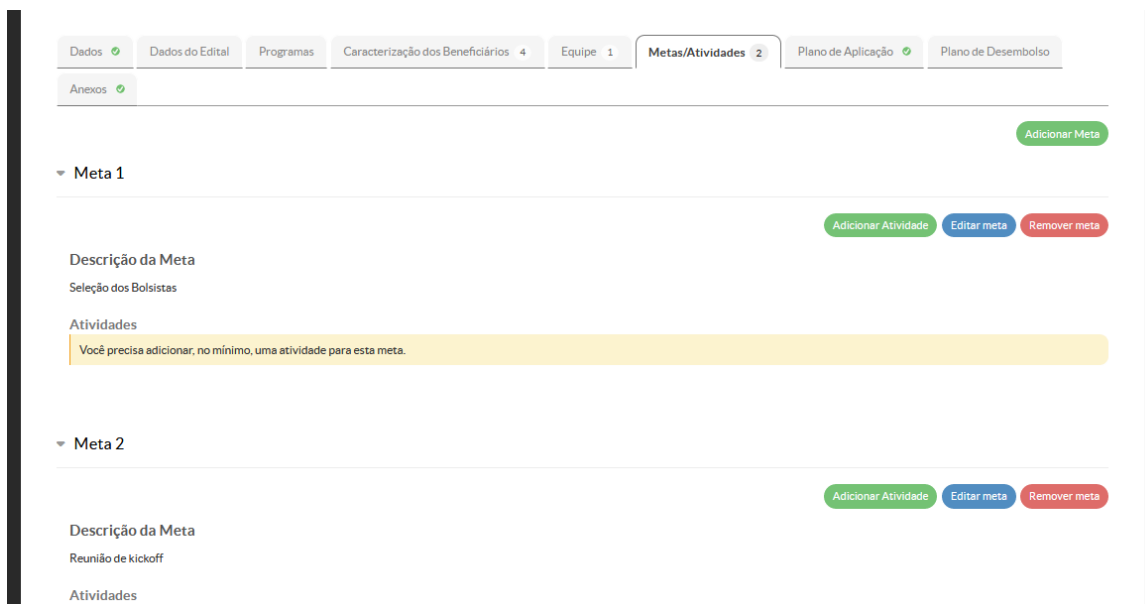 Dados
Dados do Edital
Programas
Caracterização dos Beneficiários 4
Equipe 1
Metas/Atividades 2
Plano de Aplicação
Plano de Desembolso
Anexos
Adicionar Meta
Meta 1
Adicionar Atividade
Editar meta
Remover meta
Descrição da Meta
Seleção dos Bolsistas
Atividades
Você precisa adicionar, no mínimo, uma atividade para esta meta.
Meta 2
Adicionar Atividade
Editar meta
Remover meta
Descrição da Meta
Reunião de kickoff
Atividades